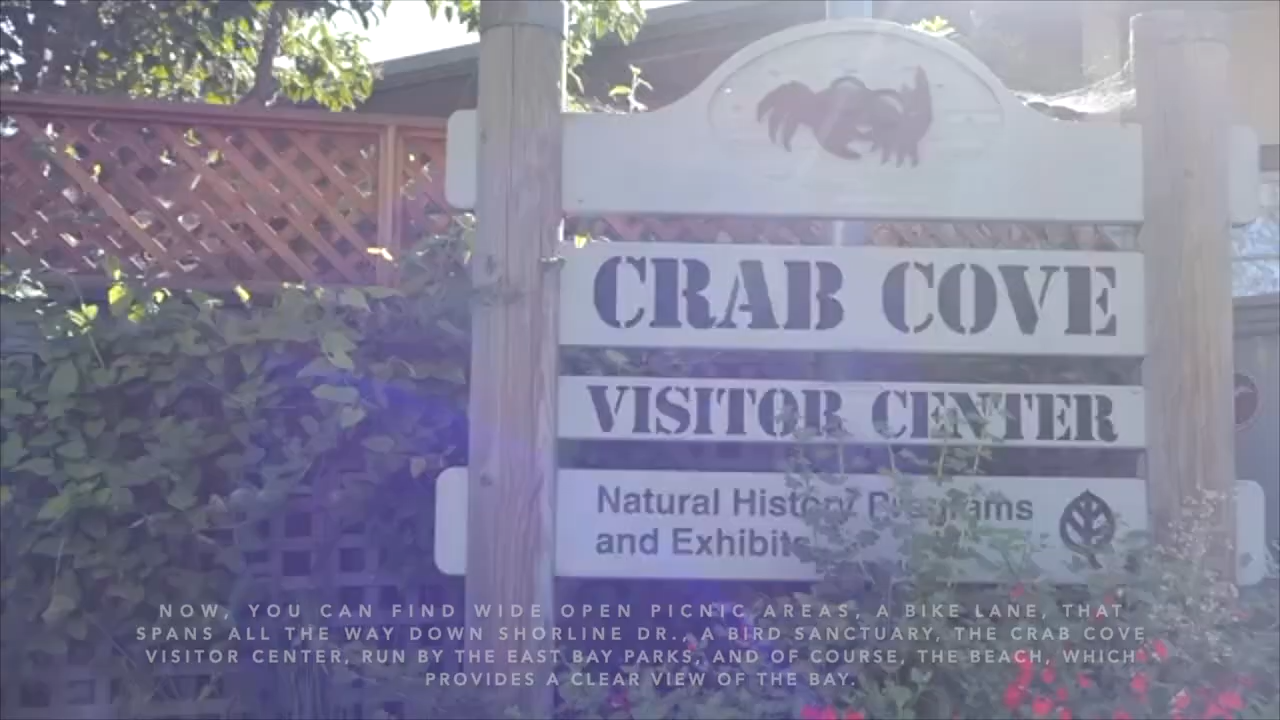 CRAB COVE
VISITOR CENTER
Natural History Programs
and Exhibits
NOW, YOU CAN FIND WIDE OPEN PICNIC AREAS, A BIKE LANE, THAT
SPANS ALL THE WAY DOWN SHORLINE DR., A BIRD SANCTUARY, THE CRAB COVE
VISITOR CENTER, RUN BY THE EAST BAY PARKS, AND OF COURSE, THE BEACH, WHICH
PROVIDES A CLEAR VIEW OF THE BAY.